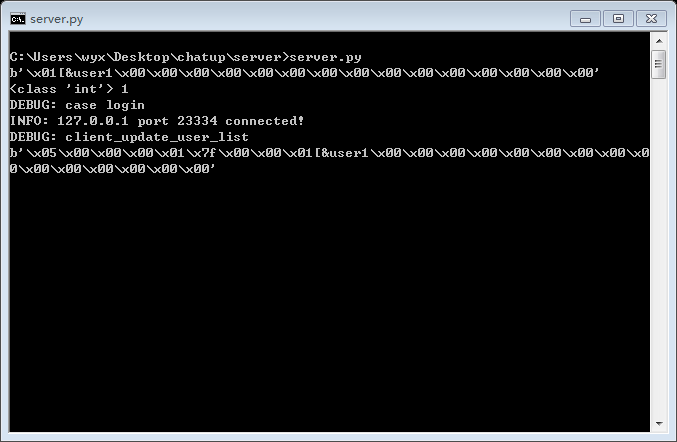 server.py
C:\Users\wyx\Desktop\chatup\server>server.py
b'\x01[&user1\x00\x00\x00\x00\x00\x00\x00\x00\x00\x00\x00\x00\x00\x00\x00'
<class 'int'> 1
DEBUG: case login
INFO: 127.0.0.1 port 23334 connected!
DEBUG: client_update_user_list
b'\x05\x00\x00\x00\x01\x7f\x00\x00\x01[&user1\x00\x00\x00\x00\x00\x00\x00\x00\x0
0\x00\x00\x00\x00\x00\x00'